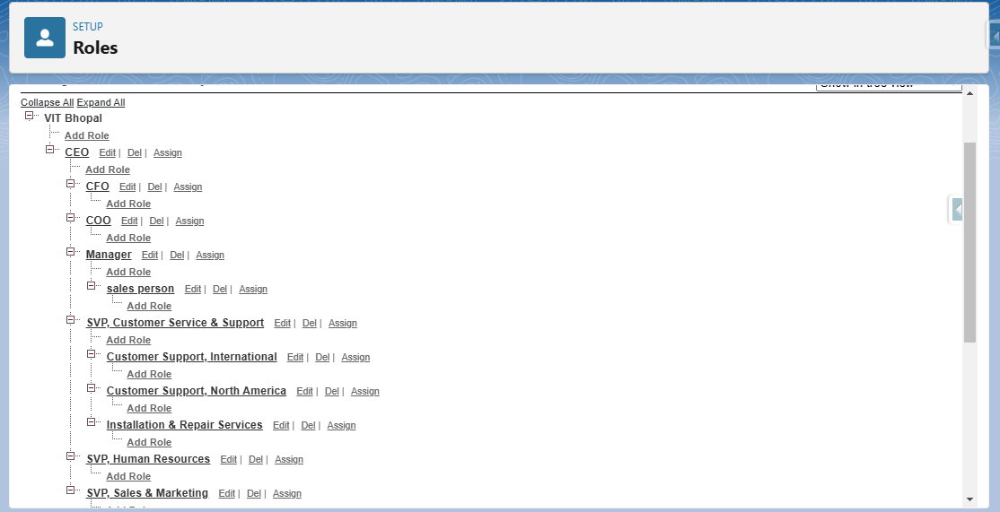 SETUP
Roles
Collapse All Expand All
VIT Bhopal
Add Role
CEO Edit | Del | Assign
Add Role
CFO Edit | Del | Assign
Add Role
COO Edit | Del | Assign
Add Role
Manager Edit | Del | Assign
Add Role
sales person Edit | Del | Assign
Add Role
SVP, Customer Service & Support Edit | Del | Assign
Add Role
Customer Support, International Edit | Del | Assign
Add Role
Customer Support, North America Edit | Del | Assign
Add Role
Installation & Repair Services Edit | Del | Assign
Add Role
SVP, Human Resources Edit | Del | Assign
Add Role
SVP, Sales & Marketing Edit | Del | Assign